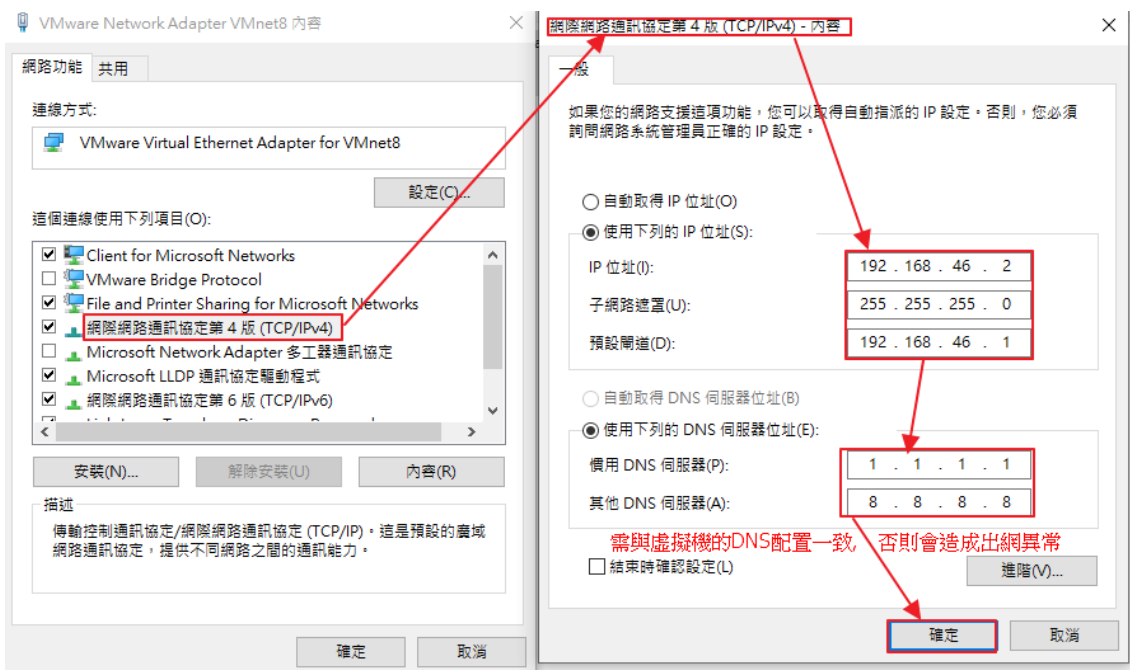 VMware Network Adapter VMnet8 內容
網路功能
共用
連線方式:
VMware Virtual Ethernet Adapter for VMnet8
設定(C)...
這個連線使用下列項目(O):
Client for Microsoft Networks
VMware Bridge Protocol
File and Printer Sharing for Microsoft Networks
網際網路通訊協定第 4 版 (TCP/IPv4)
Microsoft Network Adapter 多工器通訊協定
Microsoft LLDP 通訊協定驅動程式
網際網路通訊協定第 6 版 (TCP/IPv6)
安裝(N)...
解除安裝(U)
內容(R)
描述
傳輸控制通訊協定/網際網路通訊協定 (TCP/IP)。這是預設的廣域
網路通訊協定，提供不同網路之間的通訊能力。
確定
取消
網際網路通訊協定第 4 版 (TCP/IPv4) - 內容
一般
如果您的網路支援這項功能，您可以取得自動指派的 IP 設定。否則，您必須
詢問網路系統管理員正確的 IP 設定。
自動取得 IP 位址(O)
使用下列的 IP 位址(S):
IP 位址(I):
192 . 168 . 46 . 2
子網路遮罩(U):
255 . 255 . 255 . 0
預設閘道(D):
192 . 168 . 46 . 1
自動取得 DNS 伺服器位址(B)
使用下列的 DNS 伺服器位址(E):
慣用 DNS 伺服器(P):
1 . 1 . 1 . 1
其他 DNS 伺服器(A):
8 . 8 . 8 . 8
需與虛擬機的DNS配置一致, 否則會造成出網異常
結束時確認設定(L)
進階(V)...
確定
取消